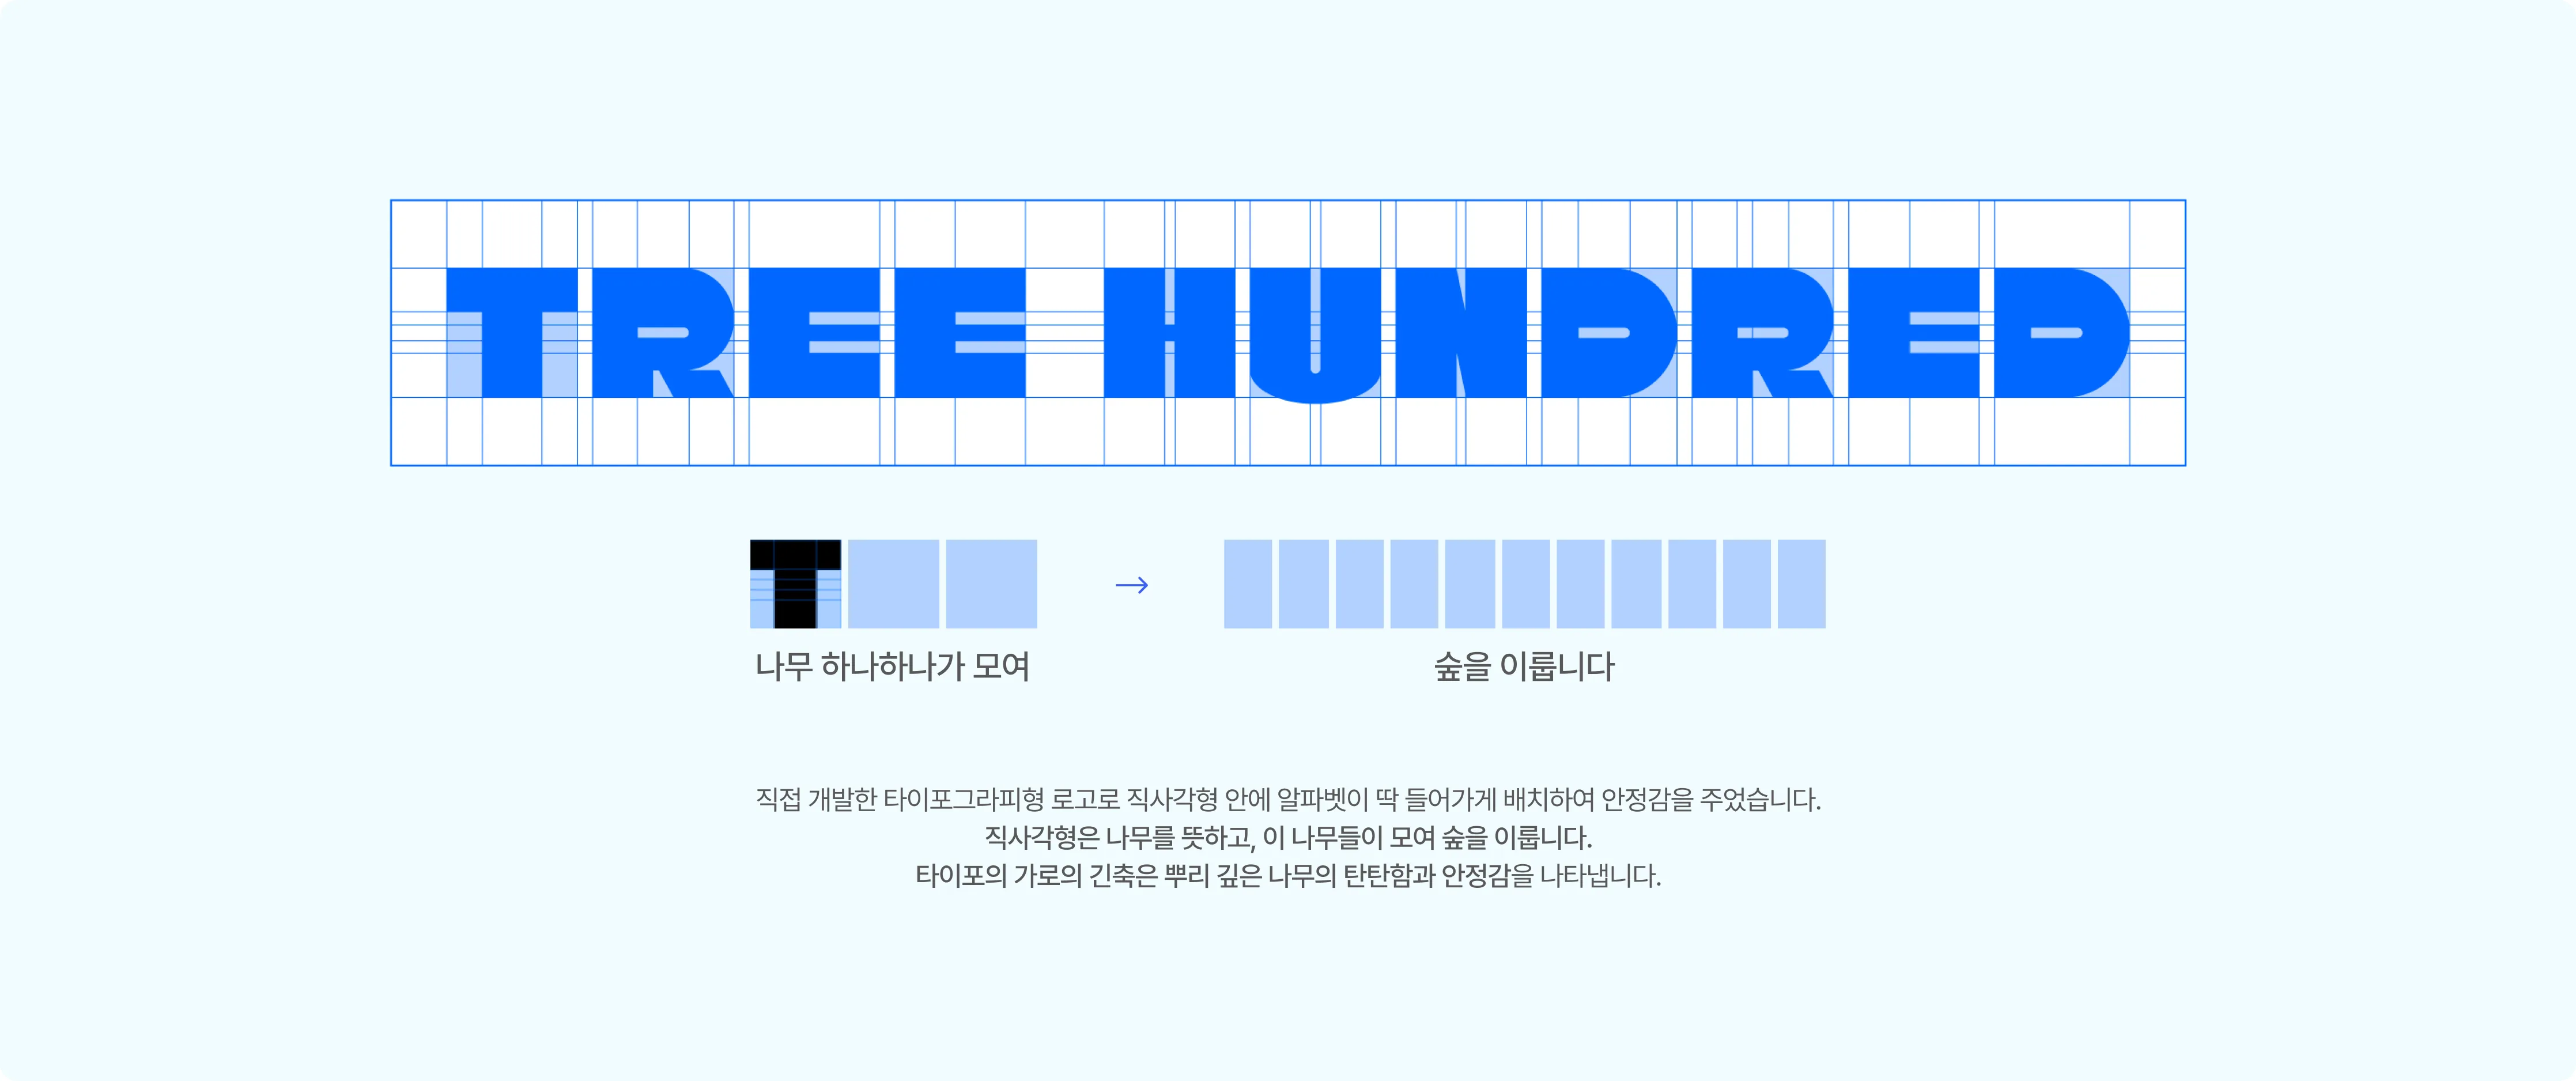 TREE HUNDRED
나무 하나하나가 모여 → 숲을 이룹니다
직접 개발한 타이포그라피형 로고로 직사각형 안에 알파벳이 딱 들어가게 배치하여 안정감을 주었습니다.
직사각형은 나무를 뜻하고, 이 나무들이 모여 숲을 이룹니다.
타이포의 가로의 긴축은 뿌리 깊은 나무의 탄탄함과 안정감을 나타냅니다.